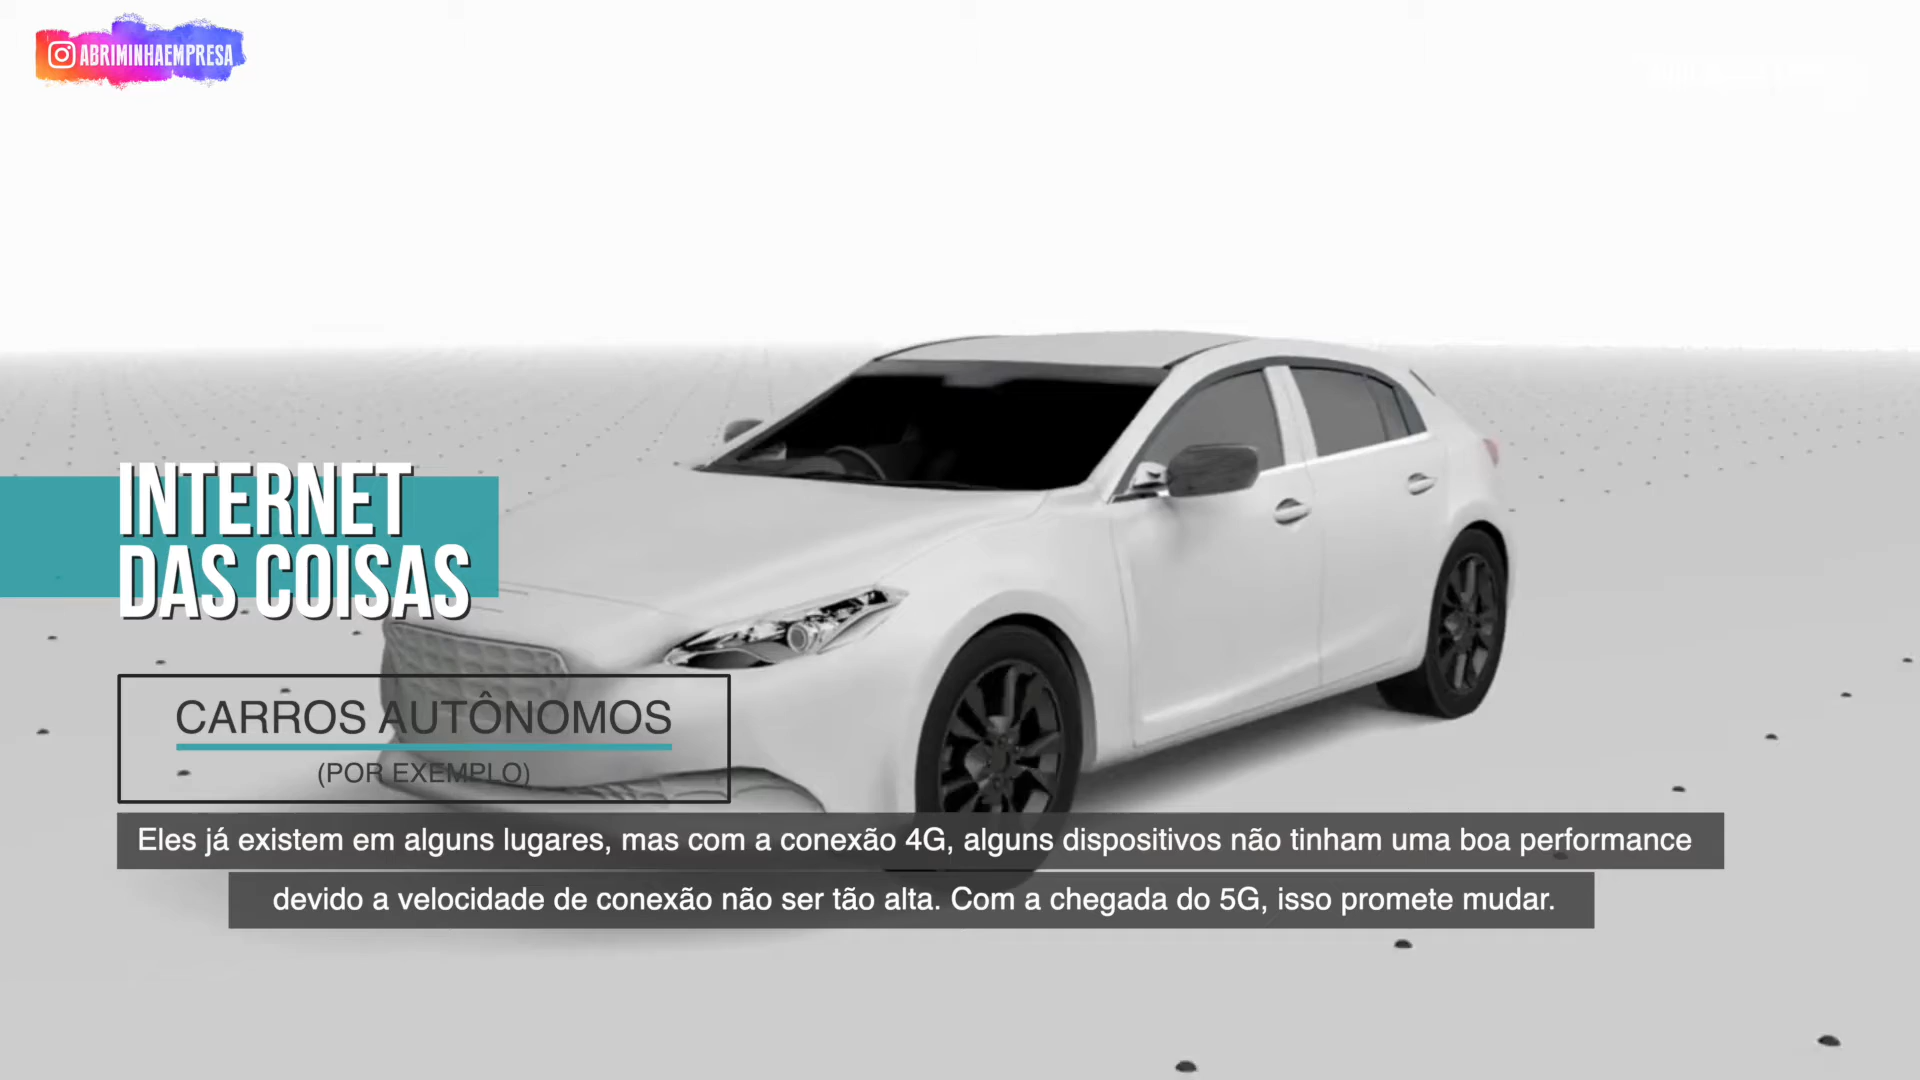 ABRIMINHAEMPRESA
INTERNET
DAS COISAS
CARROS AUTÔNOMOS
(POR EXEMPLO)
Eles já existem em alguns lugares, mas com a conexão 4G, alguns dispositivos não tinham uma boa performance
devido a velocidade de conexão não ser tão alta. Com a chegada do 5G, isso promete mudar.